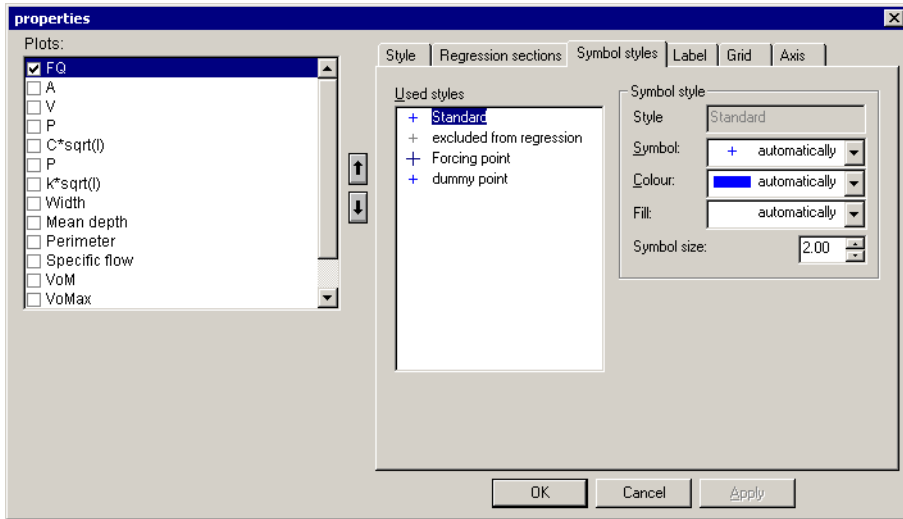 properties
Plots:
FQ
A
V
P
C*sqrt(I)
P
k*sqrt(I)
Width
Mean depth
Perimeter
Specific flow
VoM
VoMax
Style Regression sections Symbol styles Label Grid Axis
Used styles
Standard
excluded from regression
Forcing point
dummy point
Symbol style
Style Standard
Symbol: automatically
Colour: automatically
Fill: automatically
Symbol size: 2.00
OK Cancel Apply